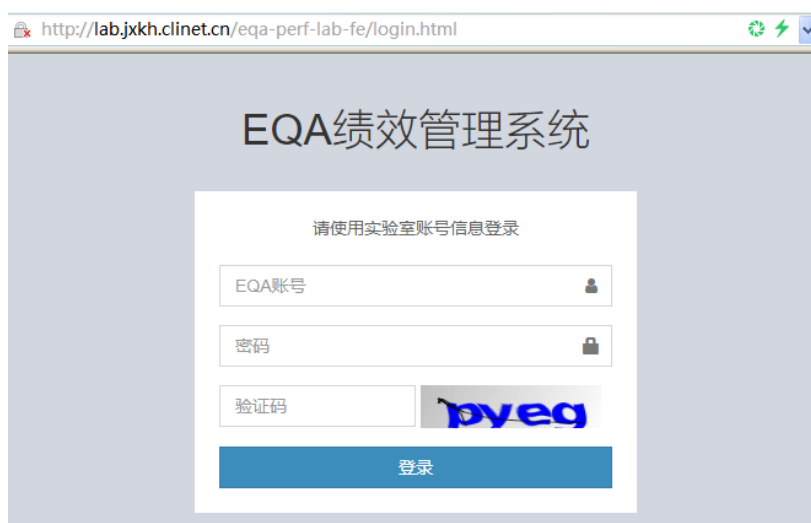 http://lab.jxkh.clinet.cn/eqa-perf-lab-fe/login.html
EQA绩效管理系统
请使用实验室账号信息登录
EQA账号
密码
验证码
登录